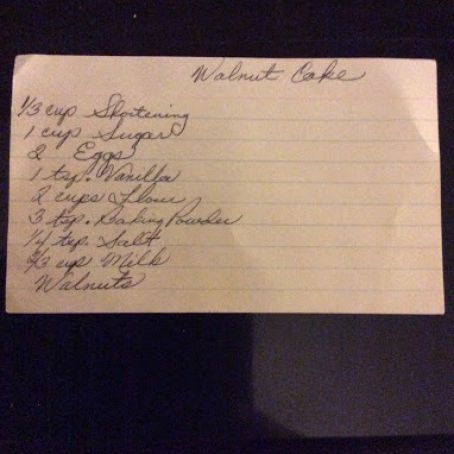 Walnut Cake
1/3 cup Shortening
1 cup Sugar
2 Eggs
1 tsp. Vanilla
2 cups Flour
3 tsp. Baking Powder
1/4 tsp. Salt
2/3 cup Milk
Walnuts